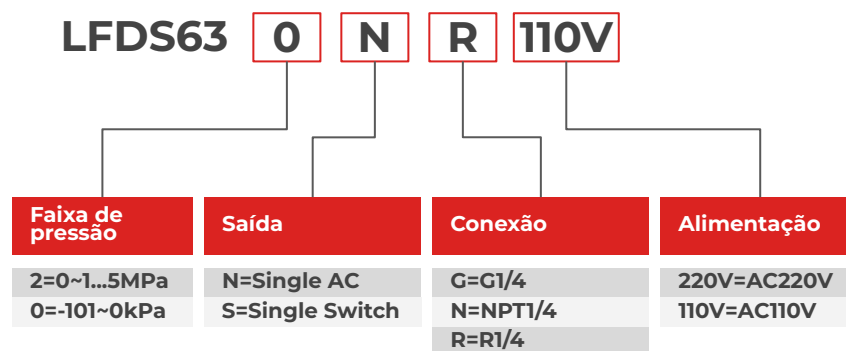 LFDS63 0 N R 110V
Faixa de
pressão
Saída
Conexão
Alimentação
2=0~1...5MPa
N=Single AC
G=G1/4
220V=AC220V
0=-101~0kPa
S=Single Switch
N=NPT1/4
110V=AC110V
R=R1/4